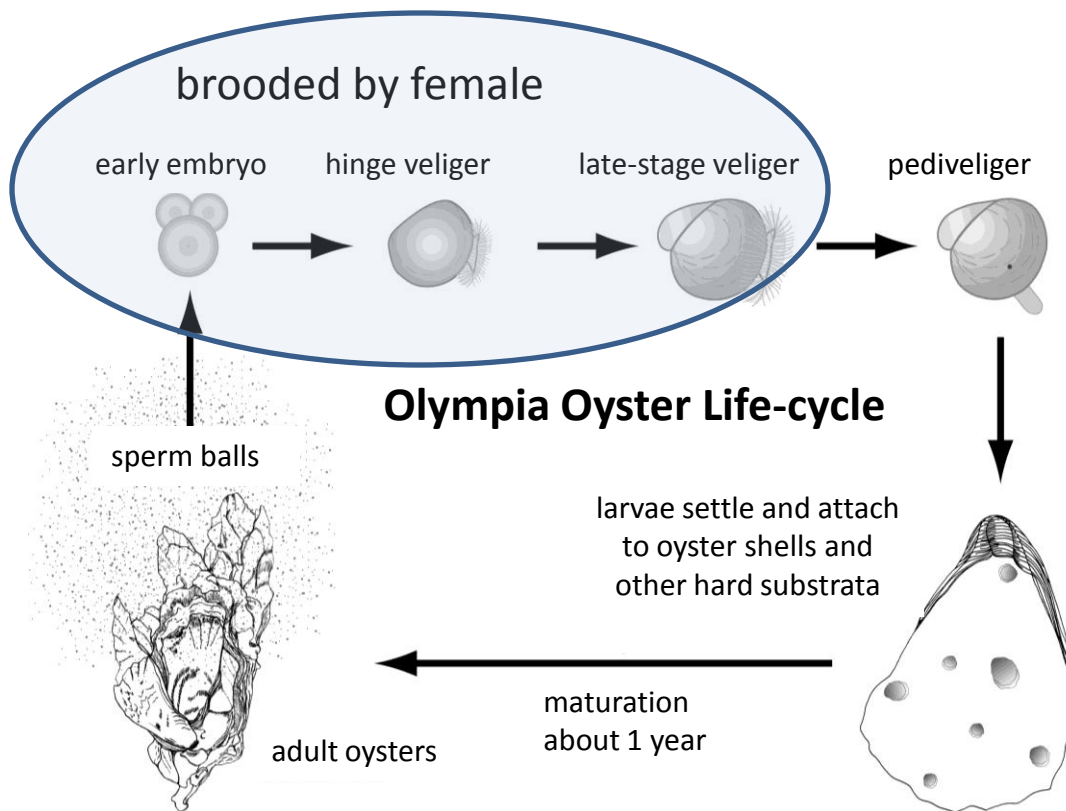 brooded by female
early embryo
hinge veliger
late-stage veliger
pediveliger
Olympia Oyster Life-cycle
sperm balls
larvae settle and attach
to oyster shells and
other hard substrata
maturation
about 1 year
adult oysters